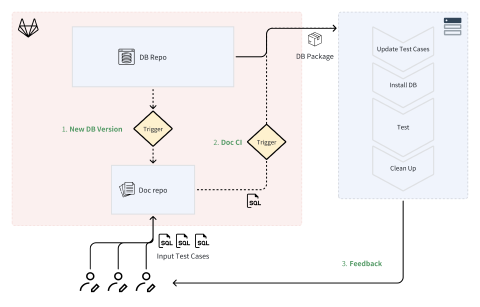 DB Repo
DB Package
1. New DB Version
Trigger
2. Doc CI
Trigger
Doc repo
SQL
SQL SQL SQL
Input Test Cases
Update Test Cases
Install DB
Test
Clean Up
3. Feedback